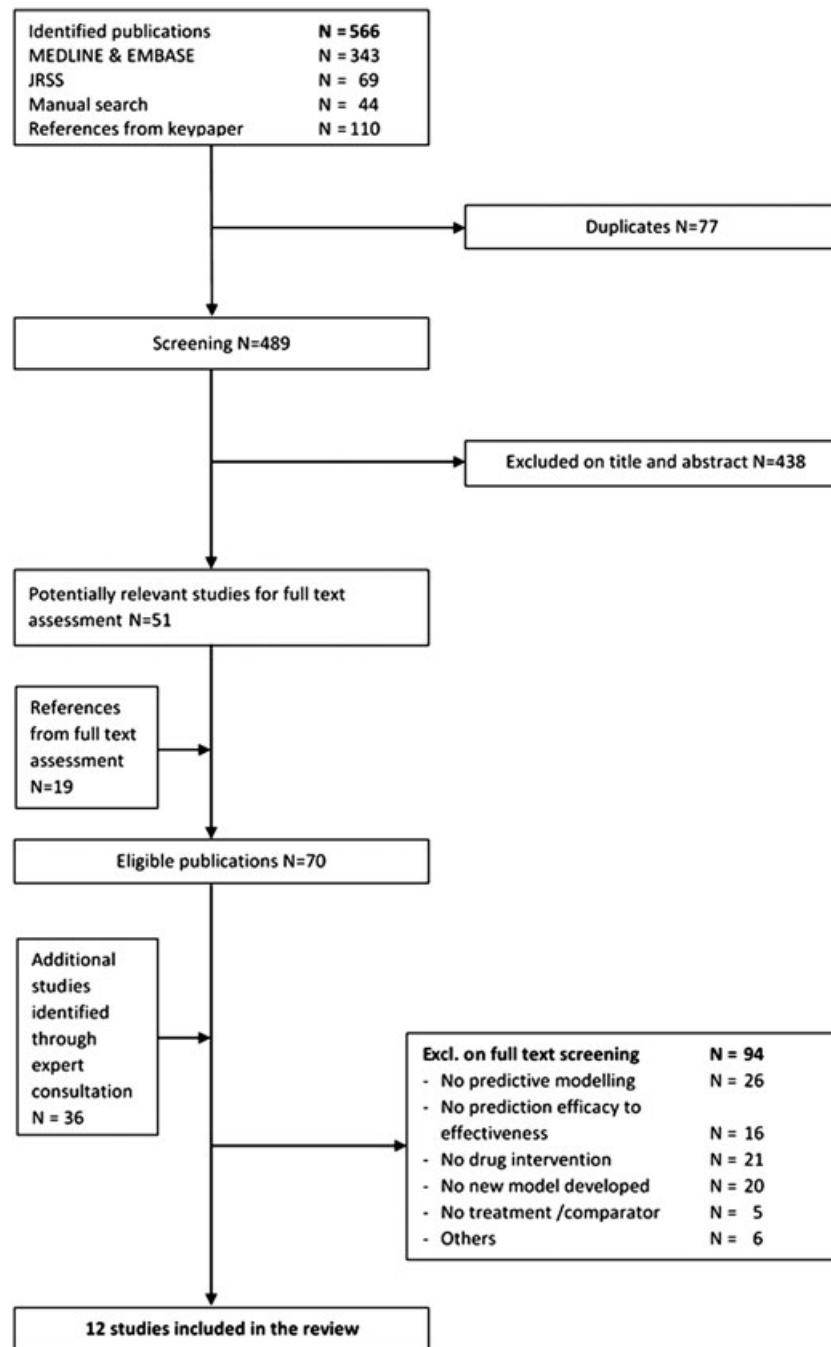 Identified publications N = 566
MEDLINE & EMBASE N = 343
JRSS N = 69
Manual search N = 44
References from keypaper N = 110
Duplicates N=77
Screening N=489
Excluded on title and abstract N=438
Potentially relevant studies for full text
assessment N=51
References
from full text
assessment
N=19
Eligible publications N=70
Additional
studies
identified
through
expert
consultation
N = 36
Excl. on full text screening N = 94
- No predictive modelling N = 26
- No prediction efficacy to
effectiveness N = 16
- No drug intervention N = 21
- No new model developed N = 20
- No treatment /comparator N = 5
- Others N = 6
12 studies included in the review